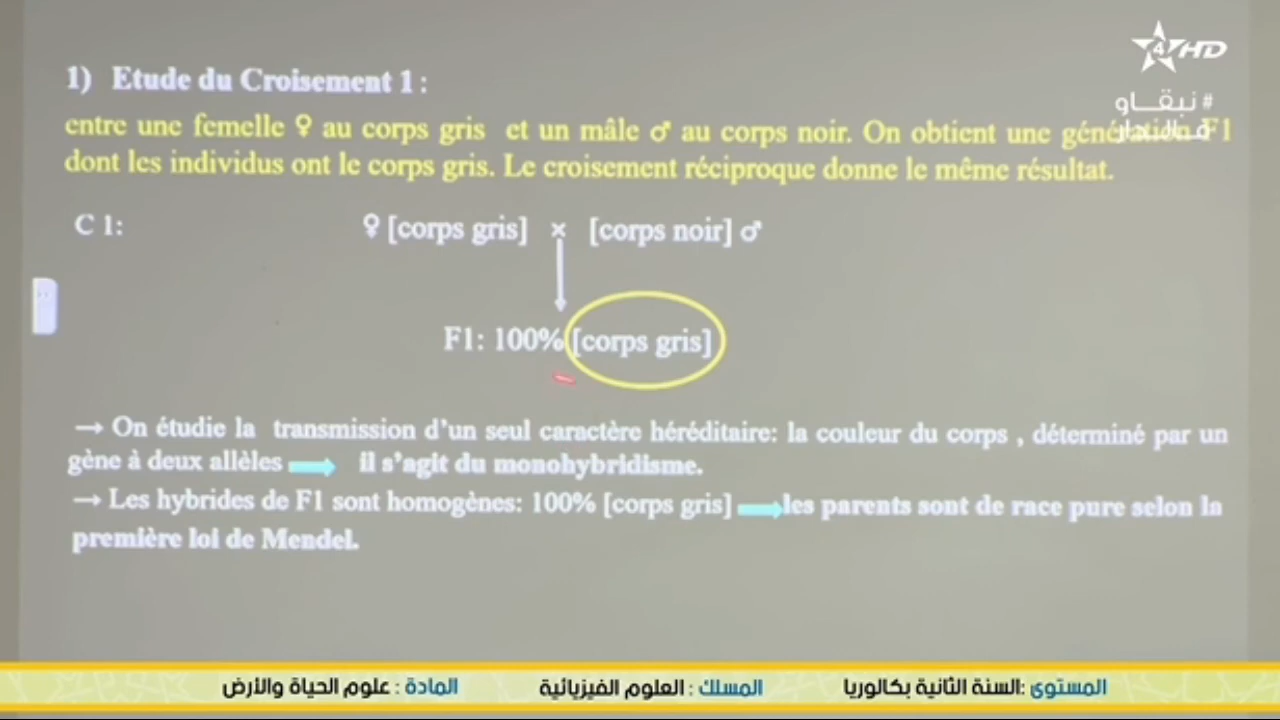 4 HD
# نبقاو
فالدار
1) Etude du Croisement 1 :
entre une femelle ♀ au corps gris et un mâle ♂ au corps noir. On obtient une génération F1
dont les individus ont le corps gris. Le croisement réciproque donne le même résultat.
C 1: ♀ [corps gris] × [corps noir] ♂
F1: 100% [corps gris]
→ On étudie la transmission d'un seul caractère héréditaire: la couleur du corps , déterminé par un
gène à deux allèles ➡ il s'agit du monohybridisme.
→ Les hybrides de F1 sont homogènes: 100% [corps gris] ➡ les parents sont de race pure selon la
première loi de Mendel.
المستوى :السنة الثانية بكالوريا المسلك : العلوم الفيزيائية المادة : علوم الحياة والأرض